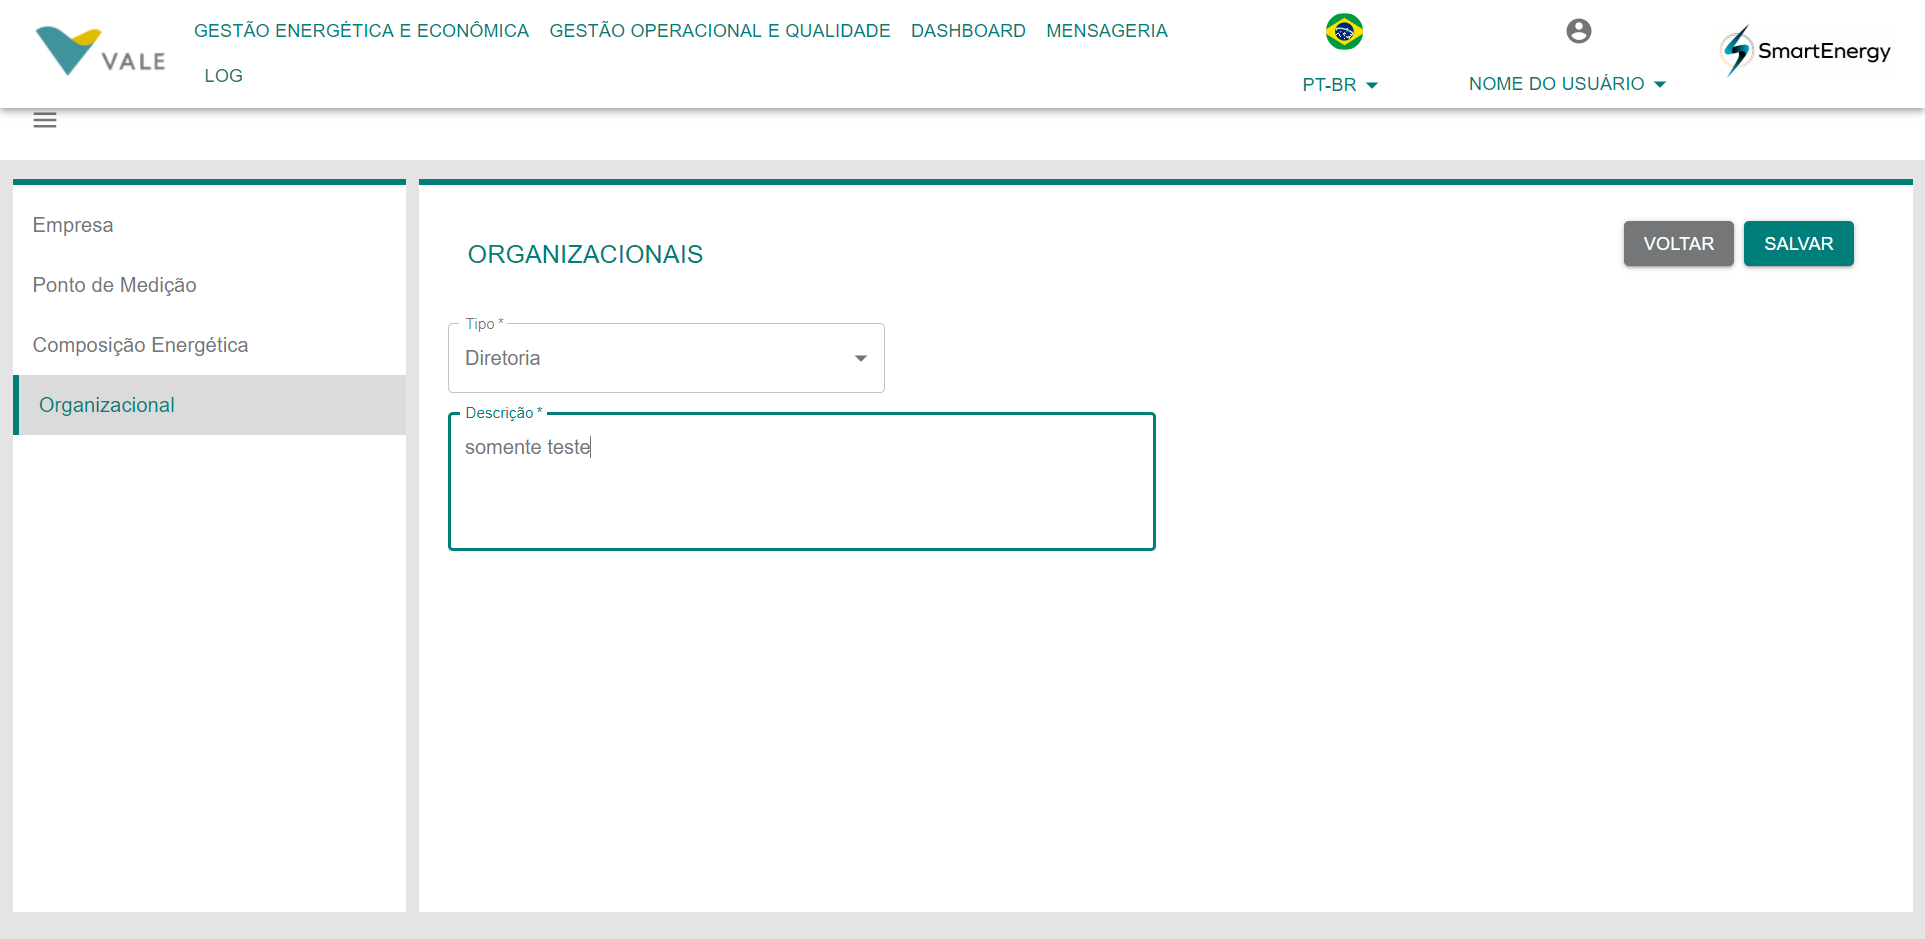 VALE
GESTÃO ENERGÉTICA E ECONÔMICA GESTÃO OPERACIONAL E QUALIDADE DASHBOARD MENSAGERIA
LOG
PT-BR
NOME DO USUÁRIO
SmartEnergy
Empresa
Ponto de Medição
Composição Energética
Organizacional
ORGANIZACIONAIS
VOLTAR
SALVAR
Tipo *
Diretoria
Descrição *
somente teste